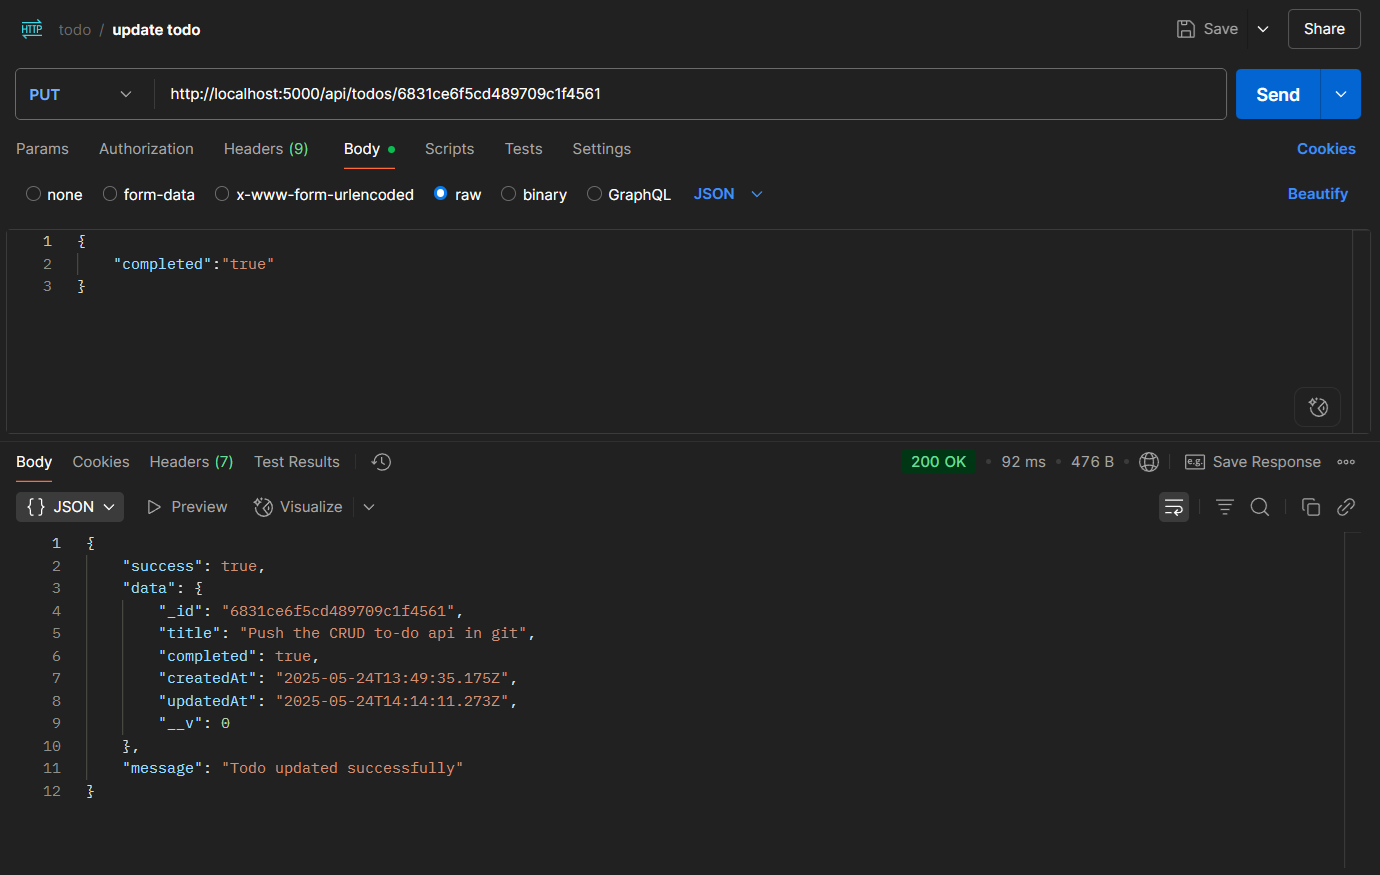 HTTP todo / update todo Save Share
PUT http://localhost:5000/api/todos/6831ce6f5cd489709c1f4561 Send
Params Authorization Headers (9) Body Scripts Tests Settings Cookies
none form-data x-www-form-urlencoded raw binary GraphQL JSON Beautify
1 {
2 "completed":"true"
3 }
Body Cookies Headers (7) Test Results 200 OK • 92 ms • 476 B • e.g. Save Response
{} JSON Preview Visualize
1 {
2 "success": true,
3 "data": {
4 "_id": "6831ce6f5cd489709c1f4561",
5 "title": "Push the CRUD to-do api in git",
6 "completed": true,
7 "createdAt": "2025-05-24T13:49:35.175Z",
8 "updatedAt": "2025-05-24T14:14:11.273Z",
9 "__v": 0
10 },
11 "message": "Todo updated successfully"
12 }